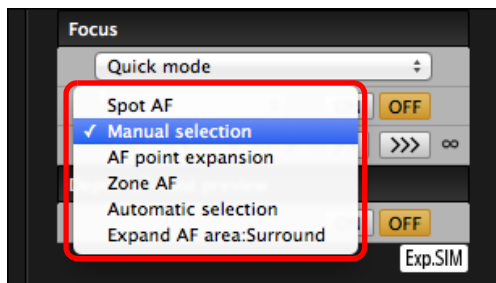 Focus
Quick mode
Spot AF
OFF
✓ Manual selection
>>> ∞
AF point expansion
Zone AF
Automatic selection
OFF
Expand AF area:Surround
Exp.SIM